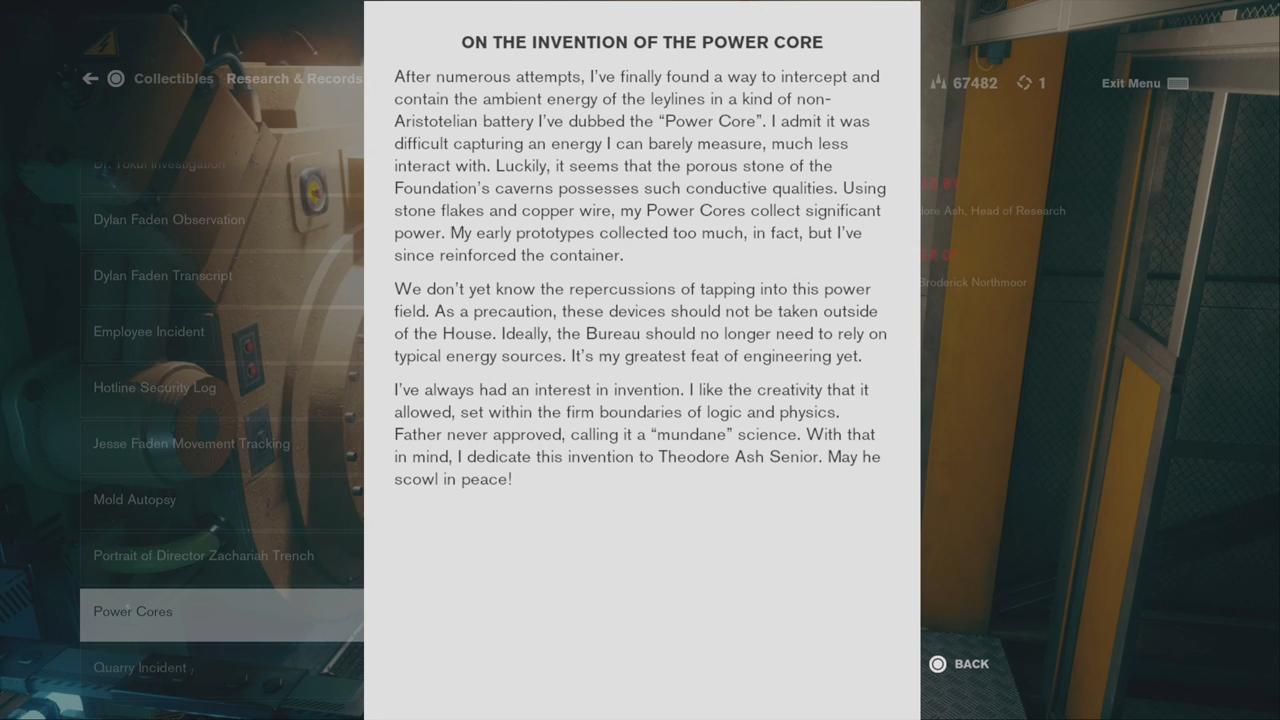 ON THE INVENTION OF THE POWER CORE
After numerous attempts, I've finally found a way to intercept and
contain the ambient energy of the leylines in a kind of non-
Aristotelian battery I've dubbed the “Power Core”. I admit it was
difficult capturing an energy I can barely measure, much less
interact with. Luckily, it seems that the porous stone of the
Foundation's caverns possesses such conductive qualities. Using
stone flakes and copper wire, my Power Cores collect significant
power. My early prototypes collected too much, in fact, but I've
since reinforced the container.
We don't yet know the repercussions of tapping into this power
field. As a precaution, these devices should not be taken outside
of the House. Ideally, the Bureau should no longer need to rely on
typical energy sources. It's my greatest feat of engineering yet.
I've always had an interest in invention. I like the creativity that it
allowed, set within the firm boundaries of logic and physics.
Father never approved, calling it a “mundane” science. With that
in mind, I dedicate this invention to Theodore Ash Senior. May he
scowl in peace!
Collectibles Research & Records
Dr. Tokui Investigation
Dylan Faden Observation
Dylan Faden Transcript
Employee Incident
Hotline Security Log
Jesse Faden Movement Tracking
Mold Autopsy
Portrait of Director Zachariah Trench
Power Cores
Quarry Incident
67482 1 Exit Menu
Ash, Head of Research
Broderick Northmoor
BACK